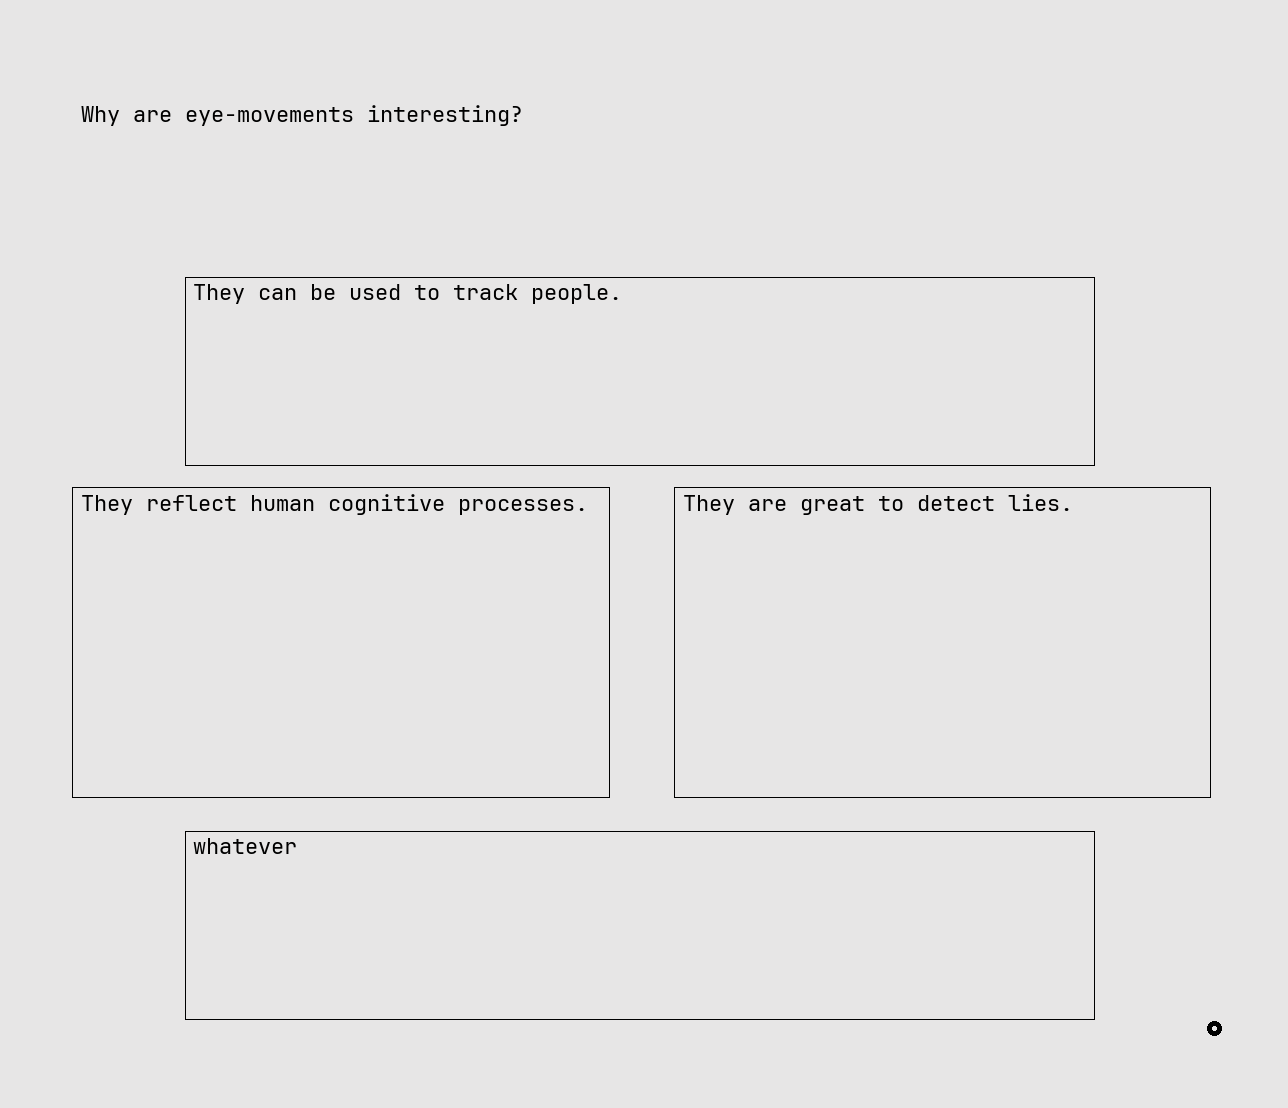 Why are eye-movements interesting?
They can be used to track people.
They reflect human cognitive processes.
They are great to detect lies.
whatever